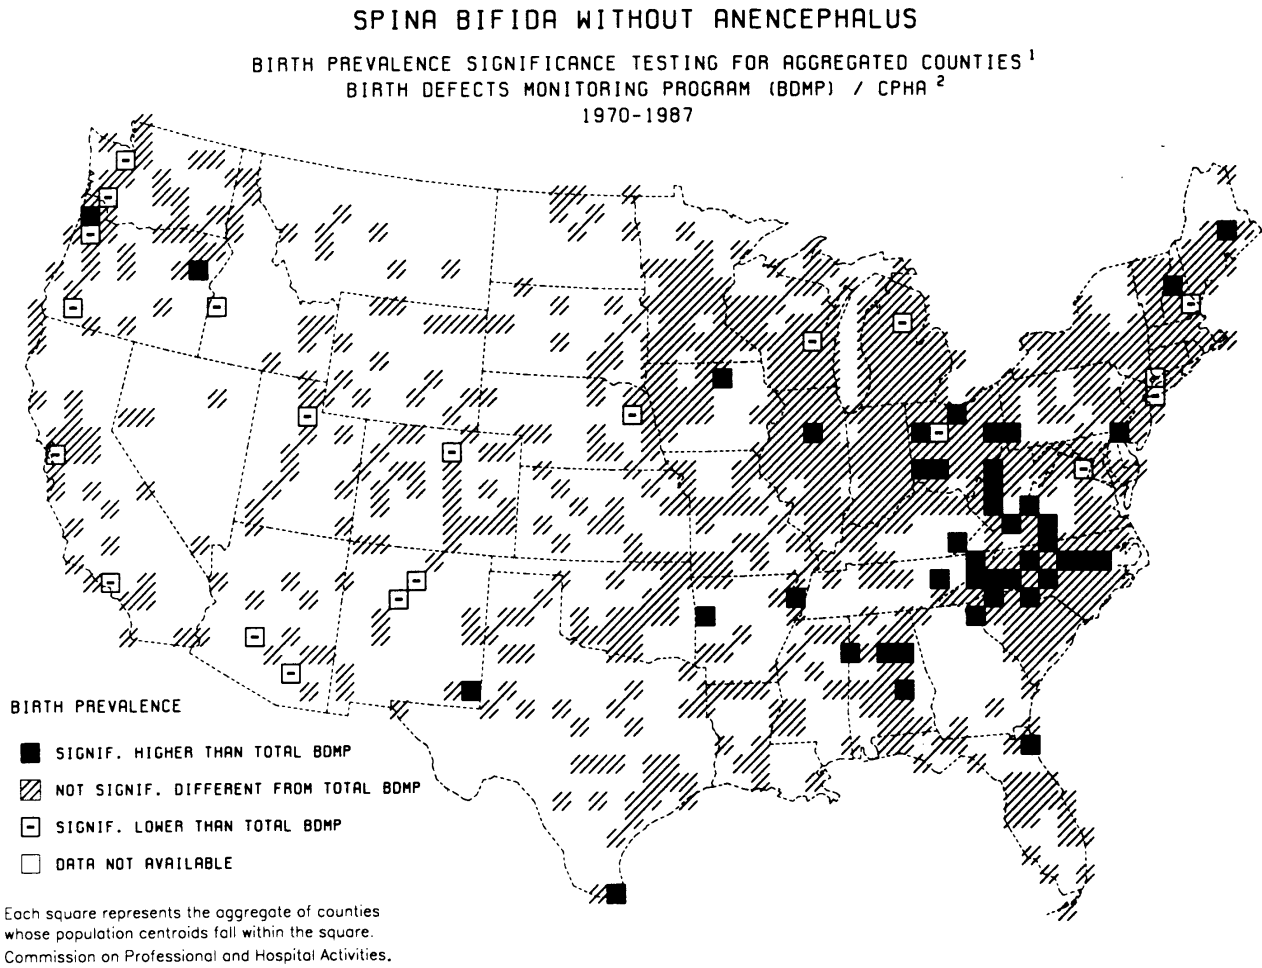 SPINA BIFIDA WITHOUT ANENCEPHALUS
BIRTH PREVALENCE SIGNIFICANCE TESTING FOR AGGREGATED COUNTIES 1
BIRTH DEFECTS MONITORING PROGRAM (BDMP) / CPHA 2
1970-1987
BIRTH PREVALENCE
SIGNIF. HIGHER THAN TOTAL BDMP
NOT SIGNIF. DIFFERENT FROM TOTAL BDMP
SIGNIF. LOWER THAN TOTAL BDMP
DATA NOT AVAILABLE
Each square represents the aggregate of counties
whose population centroids fall within the square.
Commission on Professional and Hospital Activities.